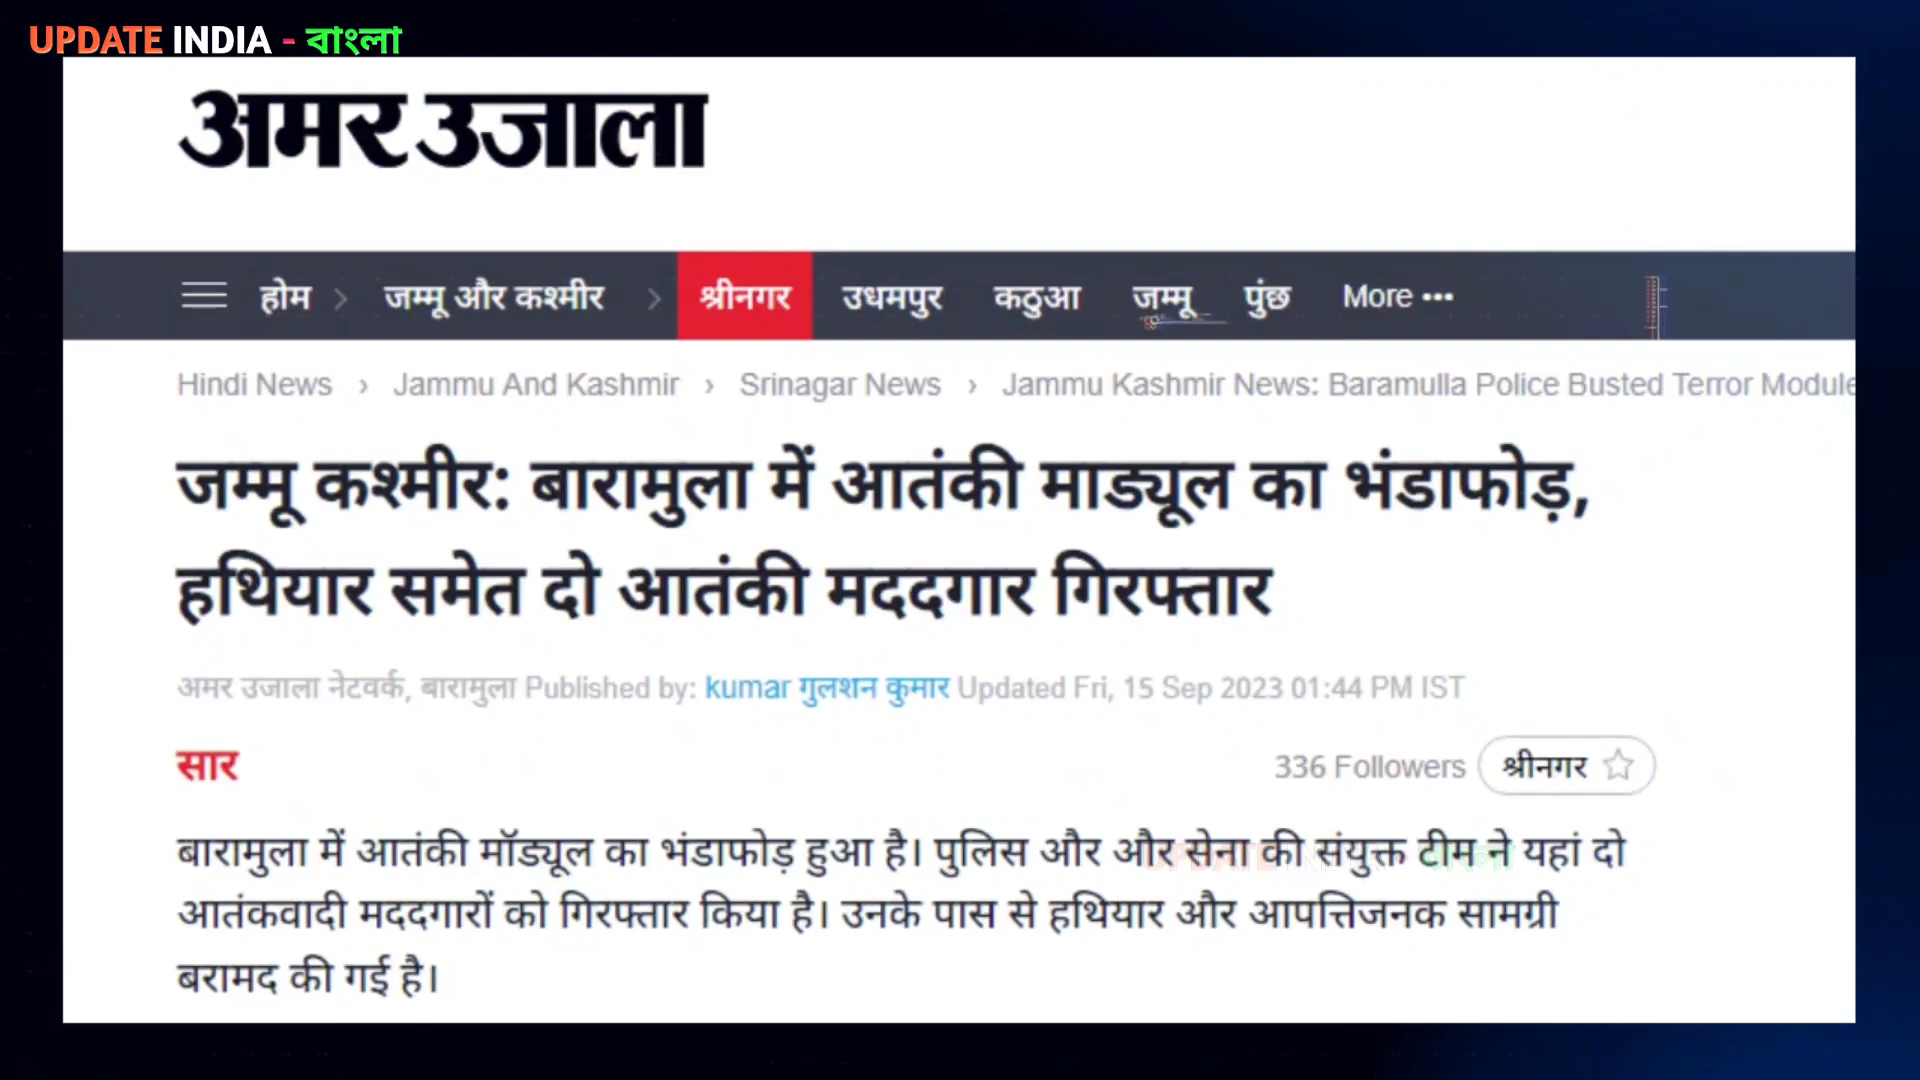 UPDATE INDIA - বাংলা
अमर उजाला
होम > जम्मू और कश्मीर > श्रीनगर उधमपुर कठुआ जम्मू पुंछ More •••
Hindi News › Jammu And Kashmir › Srinagar News › Jammu Kashmir News: Baramulla Police Busted Terror Module
जम्मू कश्मीर: बारामुला में आतंकी माड्यूल का भंडाफोड़,
हथियार समेत दो आतंकी मददगार गिरफ्तार
अमर उजाला नेटवर्क, बारामुला Published by: kumar गुलशन कुमार Updated Fri, 15 Sep 2023 01:44 PM IST
सार
336 Followers श्रीनगर
बारामुला में आतंकी मॉड्यूल का भंडाफोड़ हुआ है। पुलिस और और सेना की संयुक्त टीम ने यहां दो
आतंकवादी मददगारों को गिरफ्तार किया है। उनके पास से हथियार और आपत्तिजनक सामग्री
बरामद की गई है।